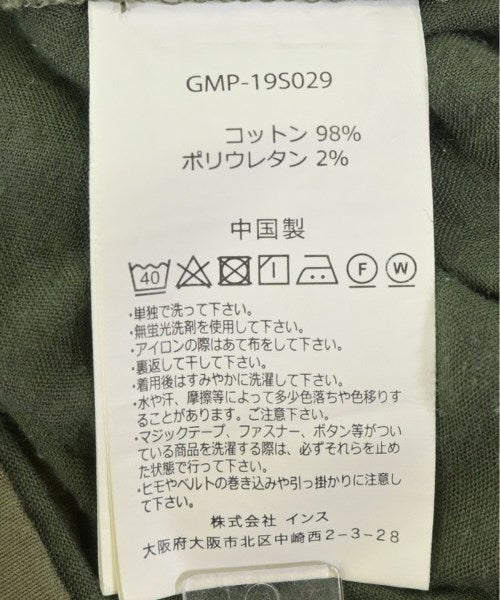 GMP-19S029
コットン 98%
ポリウレタン 2%
中国製
40 F W
・単独で洗って下さい。
・無蛍光洗剤を使用して下さい。
・アイロンの際はあて布をして下さい。
・裏返して干して下さい。
・着用後はすみやかに洗濯して下さい。
・水や汗、摩擦等によって多少色落ちや色移りす
ることがあります。ご注意下さい。
・マジックテープ、ファスナー、ボタン等がつい
ている商品を洗濯する際は、必ずそれらを止め
た状態で行って下さい。
・ヒモやベルトの巻き込みや引っ掛かりに注意し
て下さい。
株式会社 インス
大阪府大阪市北区中崎西2-3-28